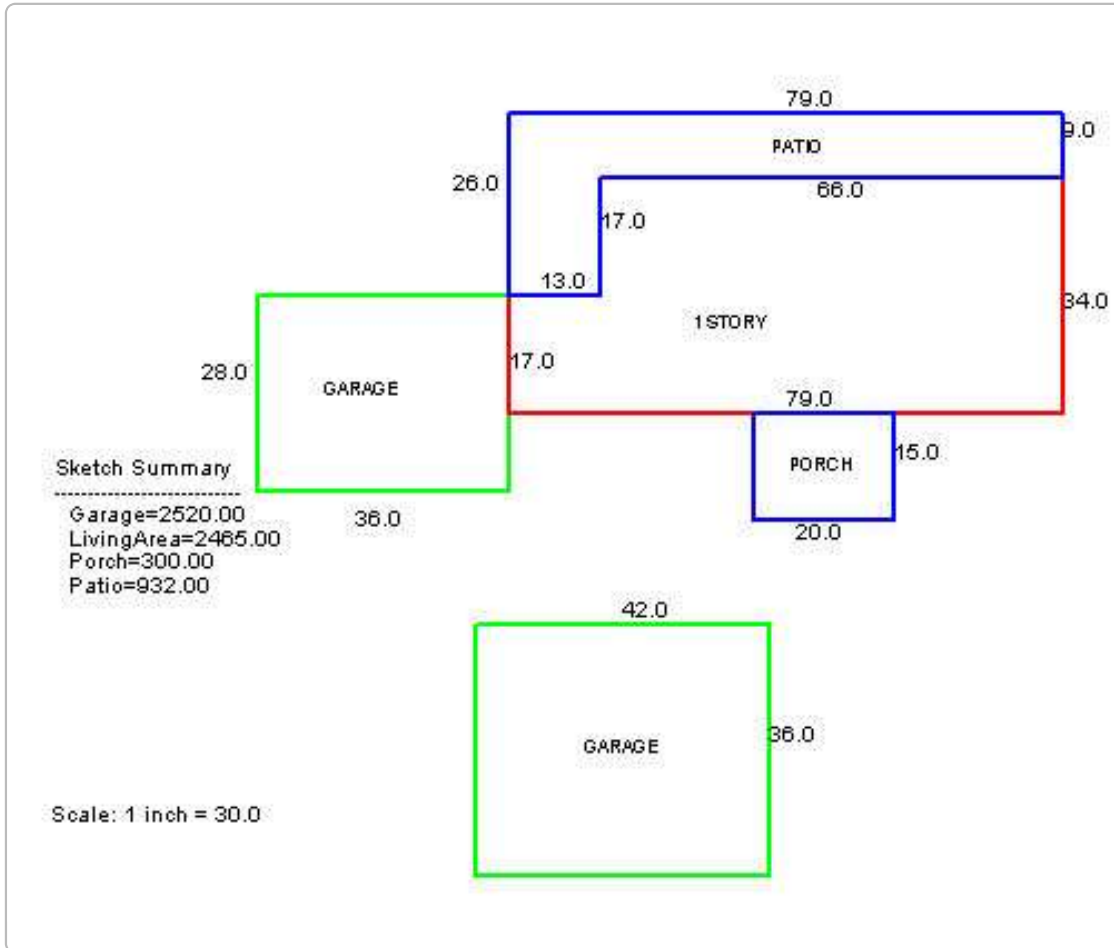 79.0
9.0
PATIO
26.0
66.0
17.0
13.0
34.0
1STORY
17.0
28.0
GARAGE
79.0
15.0
PORCH
Sketch Summary
--------------------------
Garage=2520.00
36.0
20.0
LivingArea=2465.00
Porch=300.00
Patio=932.00
42.0
36.0
GARAGE
Scale: 1 inch = 30.0